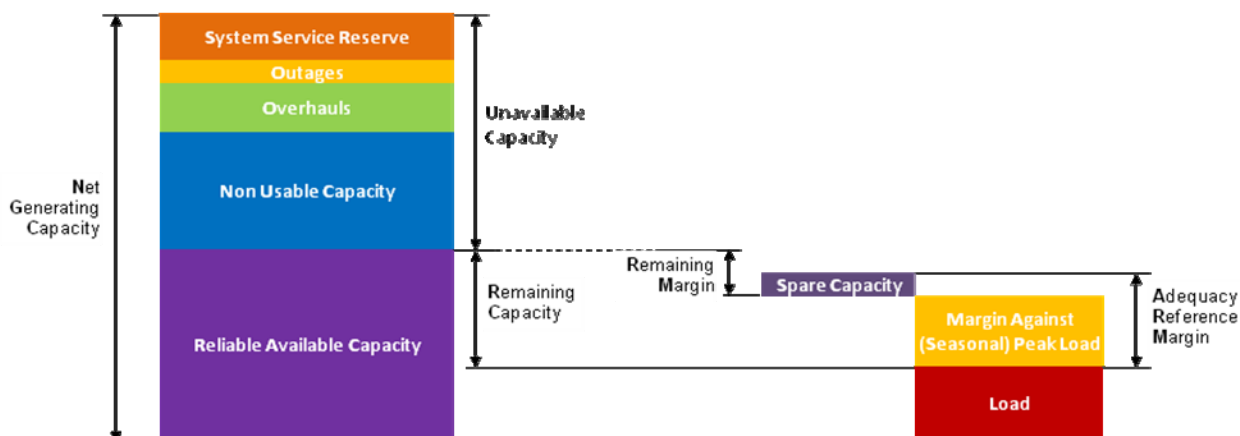 System Service Reserve
Outages
Overhauls
Unavailable
Capacity
Non Usable Capacity
Net
Generating
Capacity
Remaining
Margin
Spare Capacity
Remaining
Capacity
Adequacy
Reference
Margin
Margin Against
(Seasonal) Peak Load
Reliable Available Capacity
Load